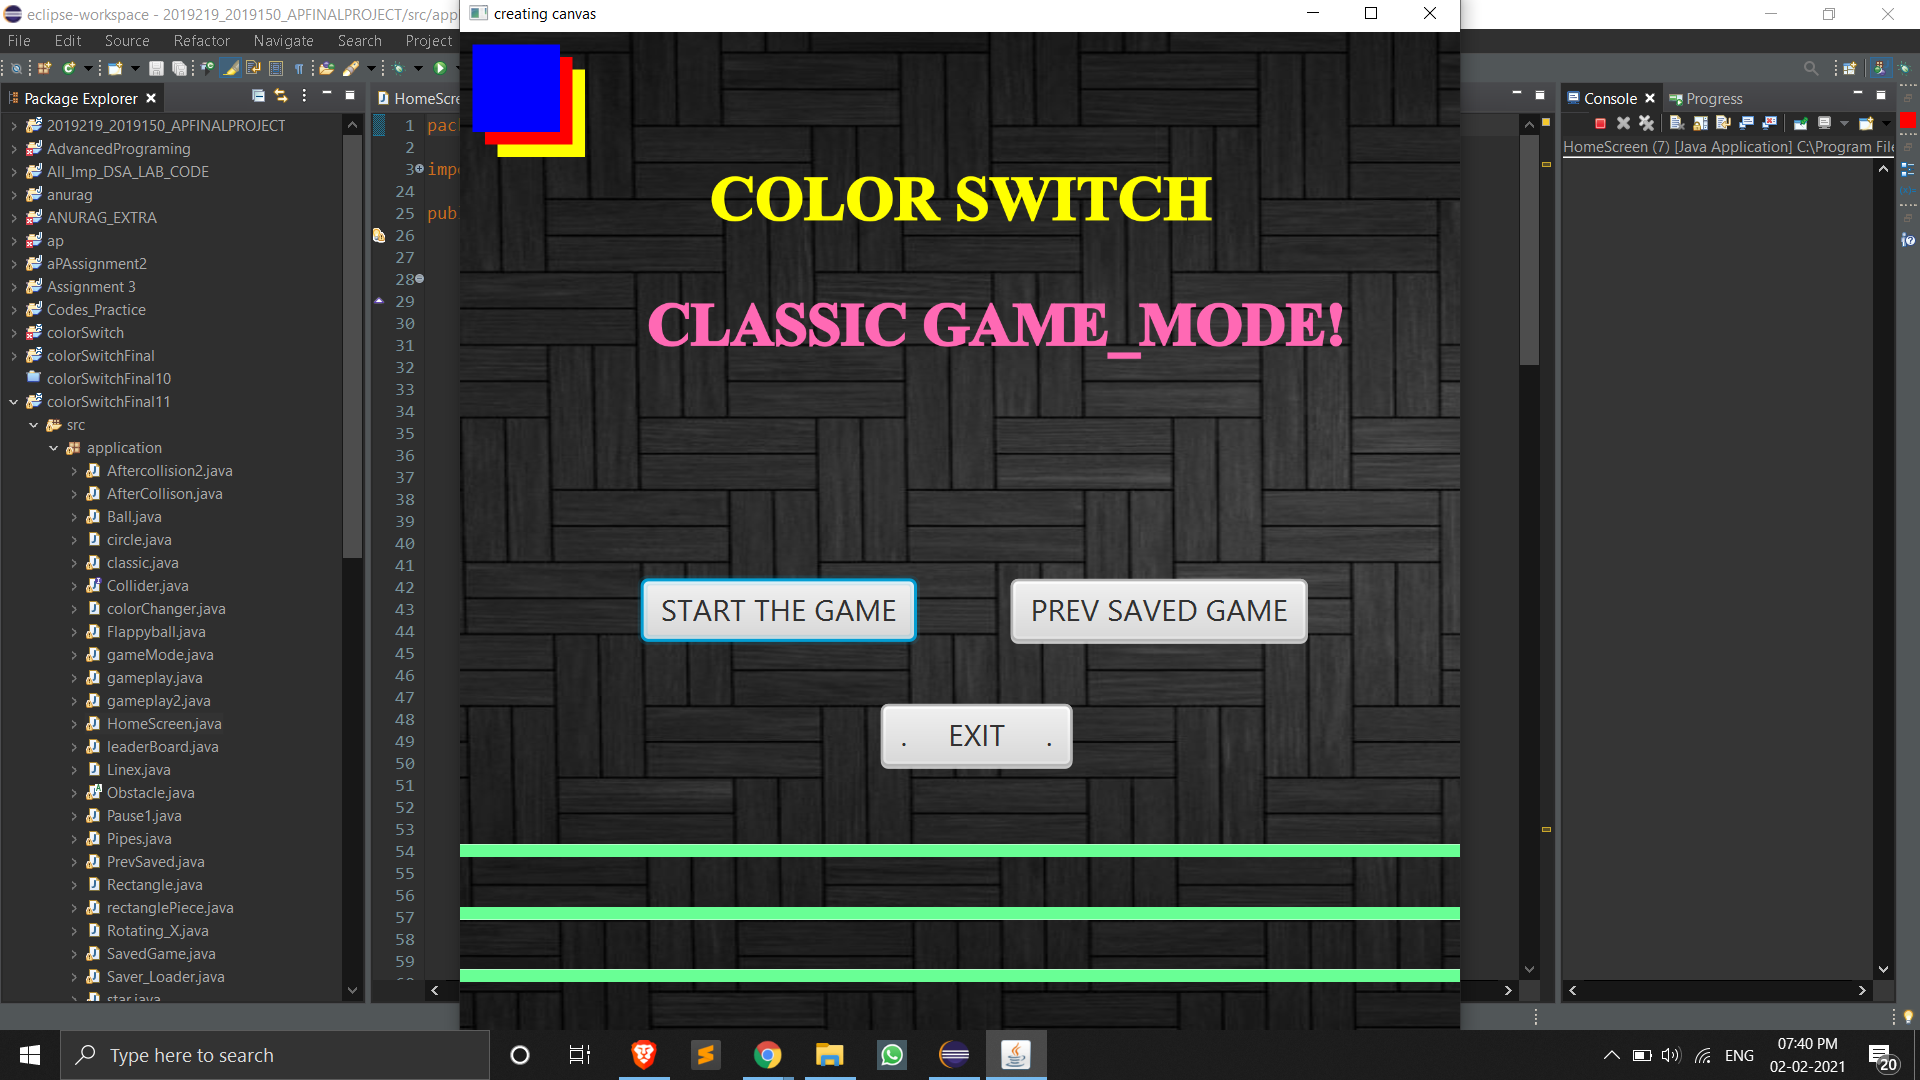 eclipse-workspace - 2019219_2019150_APFINALPROJECT/src/app
creating canvas
File Edit Source Refactor Navigate Search Project
Package Explorer
HomeScre
Console
Progress
HomeScreen (7) [Java Application] C:\Program File
2019219_2019150_APFINALPROJECT
AdvancedPrograming
All_Imp_DSA_LAB_CODE
anurag
ANURAG_EXTRA
ap
aPAssignment2
Assignment 3
Codes_Practice
colorSwitch
colorSwitchFinal
colorSwitchFinal10
colorSwitchFinal11
src
application
Aftercollision2.java
AfterCollison.java
Ball.java
circle.java
classic.java
Collider.java
colorChanger.java
Flappyball.java
gameMode.java
gameplay.java
gameplay2.java
HomeScreen.java
leaderBoard.java
Linex.java
Obstacle.java
Pause1.java
Pipes.java
PrevSaved.java
Rectangle.java
rectanglePiece.java
Rotating_X.java
SavedGame.java
Saver_Loader.java
star.java
1 pac
2
3 imp
24
25 pub
26
27
28
29
30
31
32
33
34
35
36
37
38
39
40
41
42
43
44
45
46
47
48
49
50
51
52
53
54
55
56
57
58
59
COLOR SWITCH
CLASSIC GAME_MODE!
START THE GAME
PREV SAVED GAME
. EXIT .
Type here to search
ENG
07:40 PM
02-02-2021
20